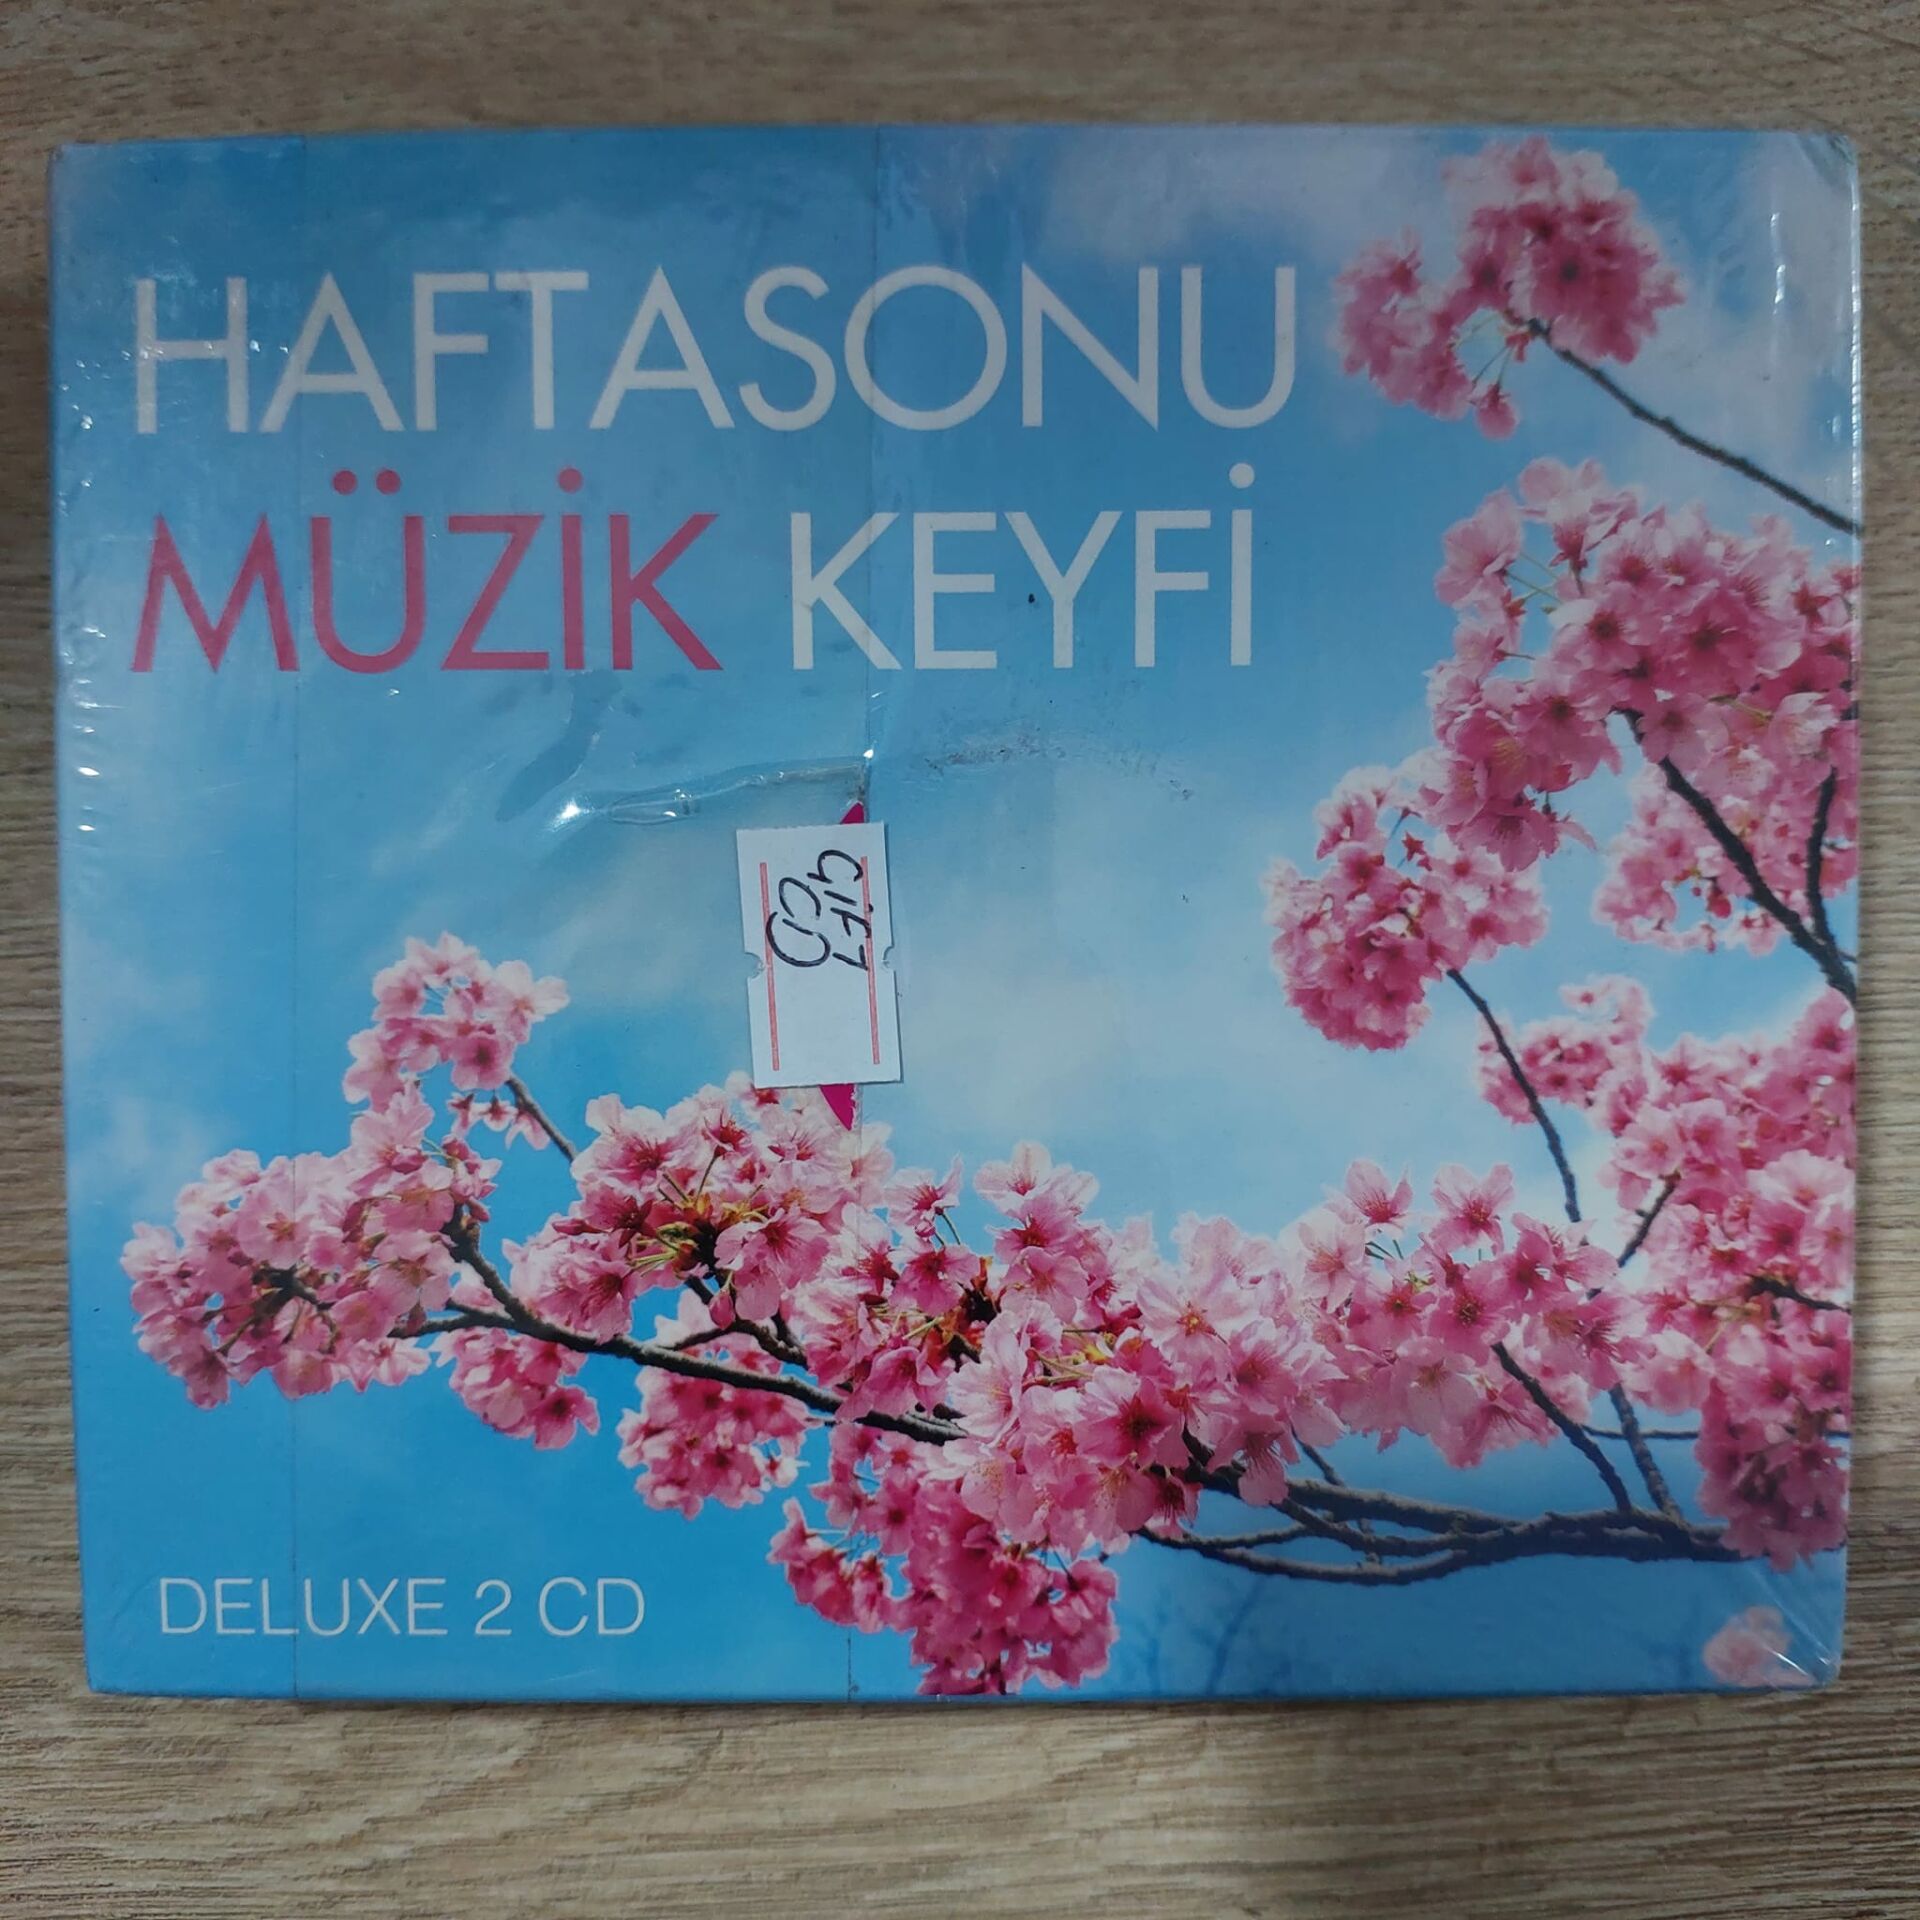 HAFTASONU
MÜZİK KEYFİ
ÇİFT
CD
DELUXE 2 CD